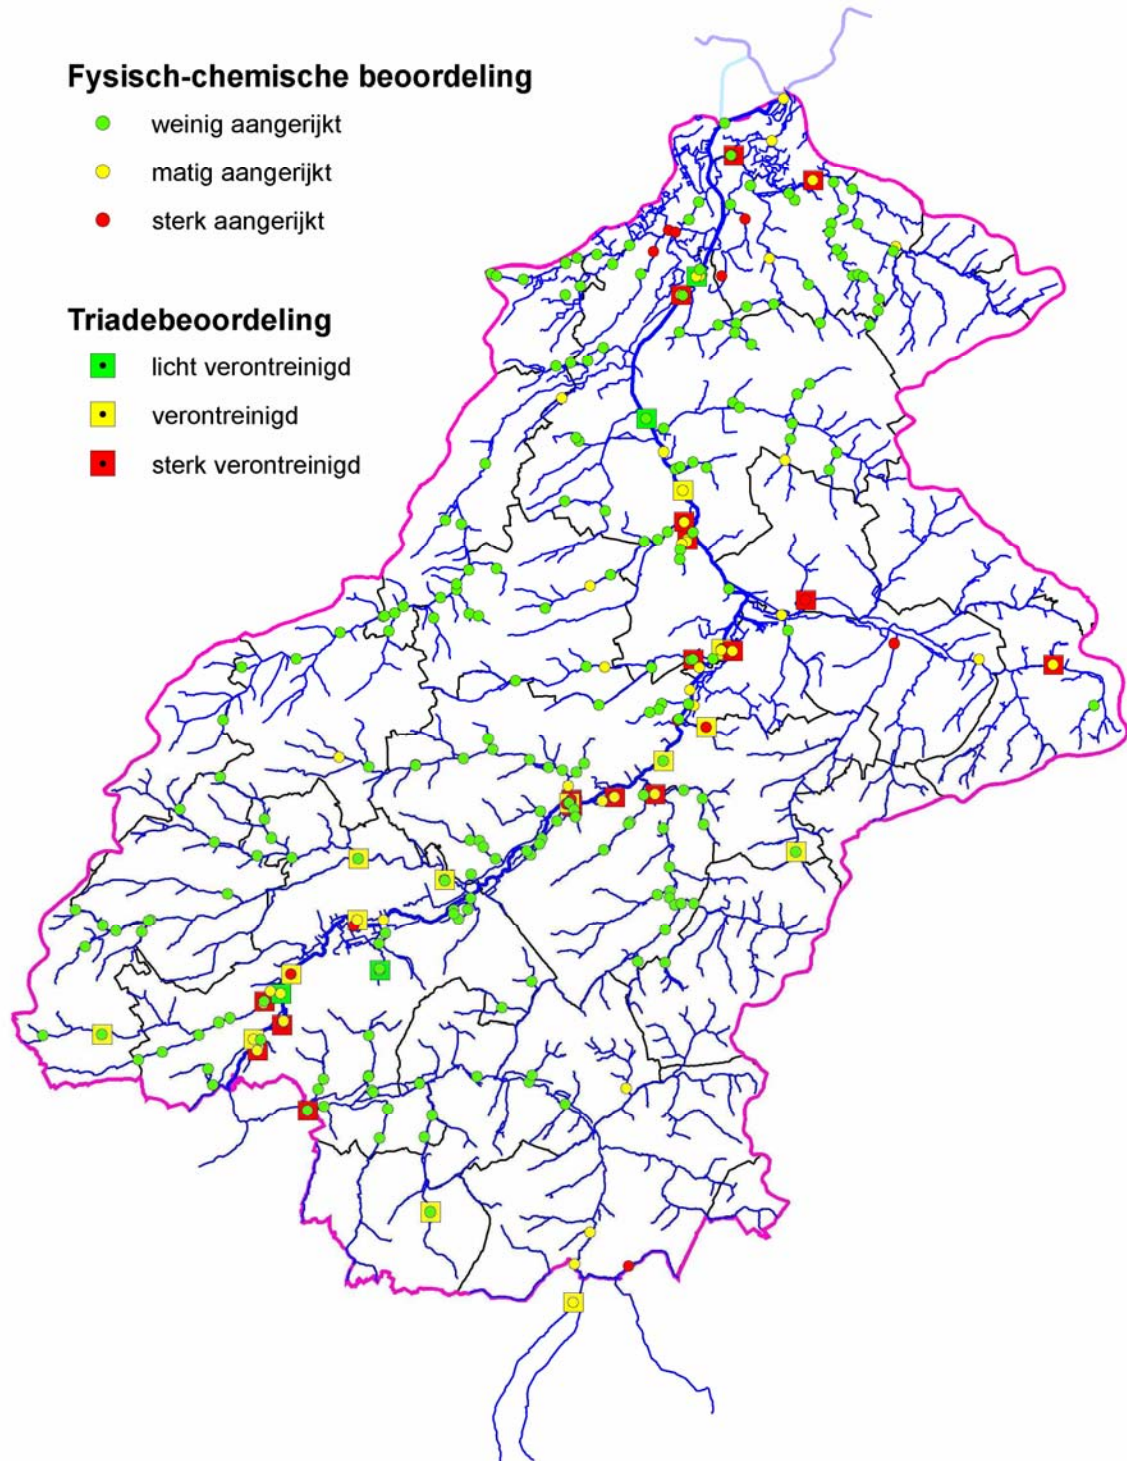 Fysisch-chemische beoordeling
weinig aangerijkt
matig aangerijkt
sterk aangerijkt
Triadebeoordeling
licht verontreinigd
verontreinigd
sterk verontreinigd